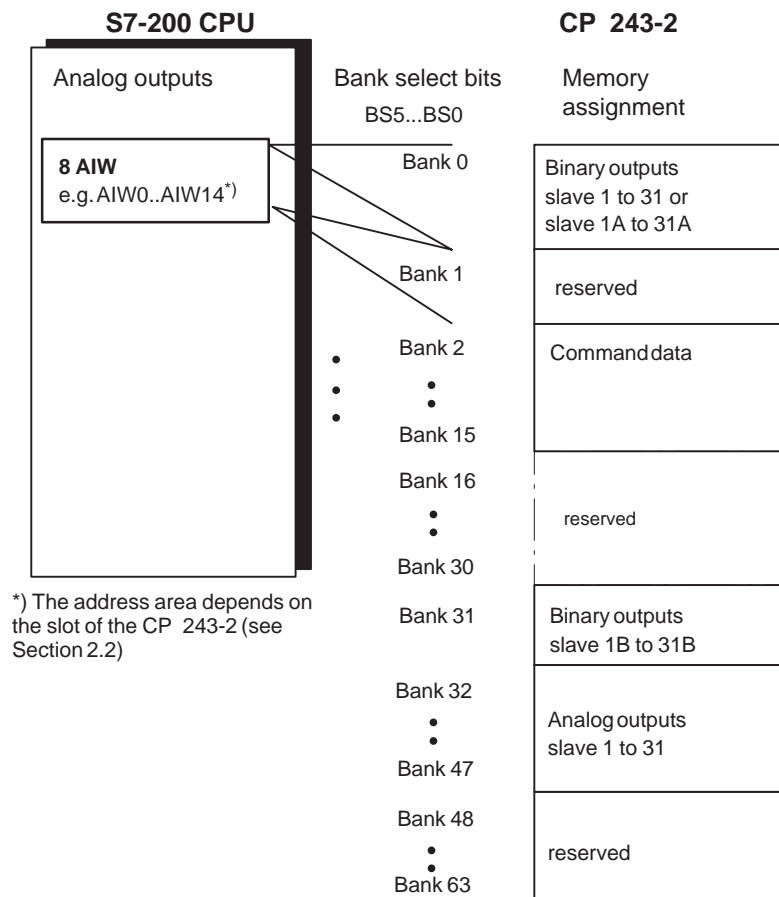 S7-200 CPU
CP 243-2
Analog outputs
Bank select bits
BS5...BS0
Memory
assignment
8 AIW
e.g. AIW0..AIW14*)
Bank 0
Binary outputs
slave 1 to 31 or
slave 1A to 31A
Bank 1
reserved
Bank 2
Command data
Bank 15
Bank 16
reserved
Bank 30
*) The address area depends on
the slot of the CP 243-2 (see
Section 2.2)
Bank 31
Binary outputs
slave 1B to 31B
Bank 32
Analog outputs
slave 1 to 31
Bank 47
Bank 48
reserved
Bank 63